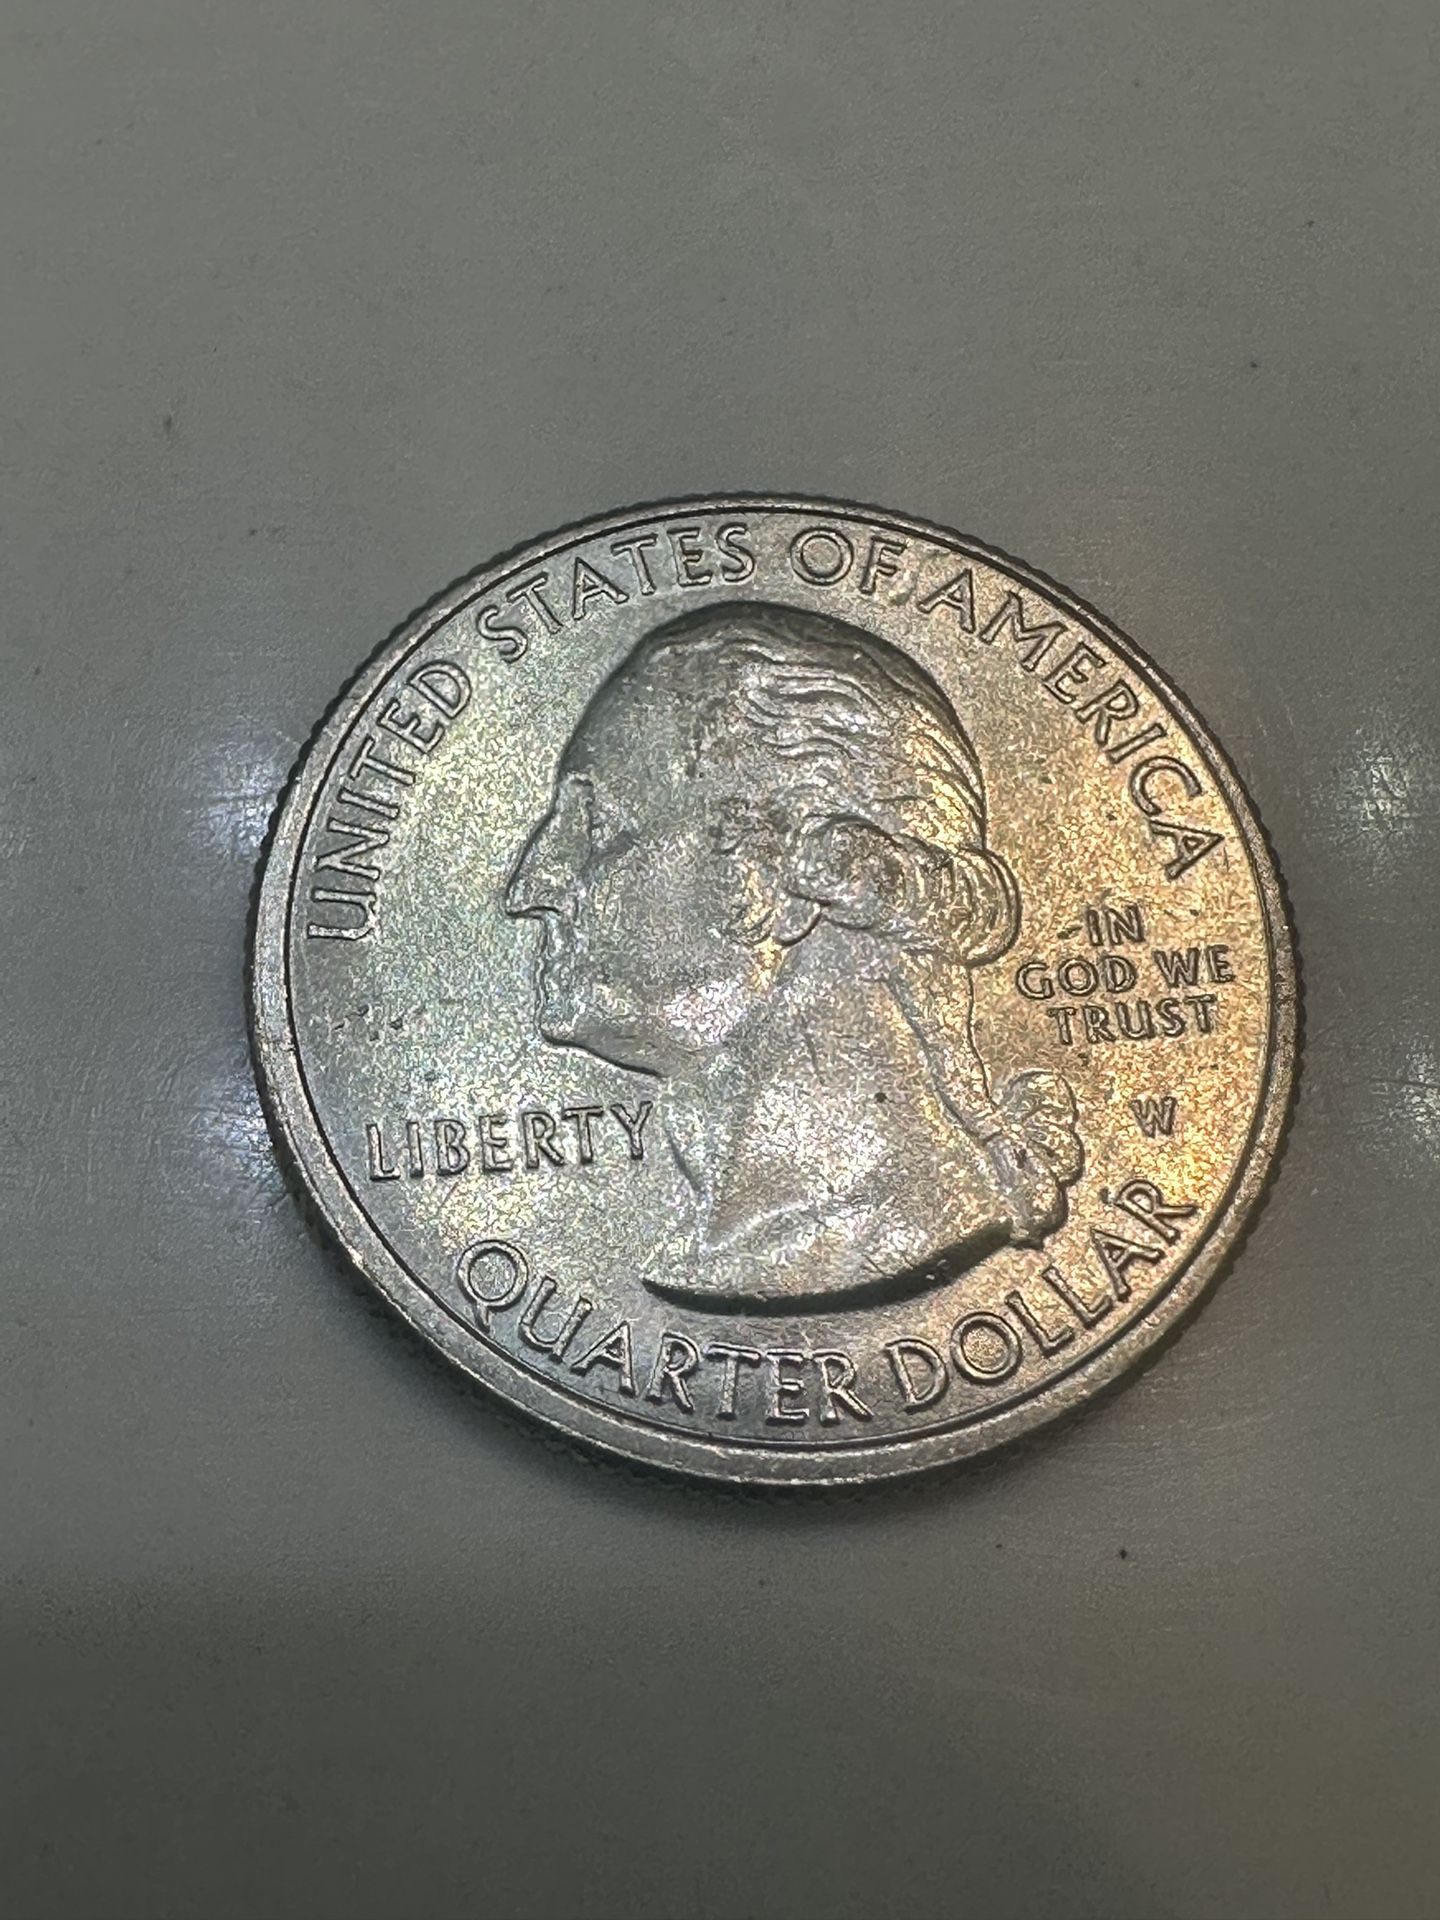 UNITED STATES OF AMERICA
IN
GOD WE
TRUST
LIBERTY
W
QUARTER DOLLAR